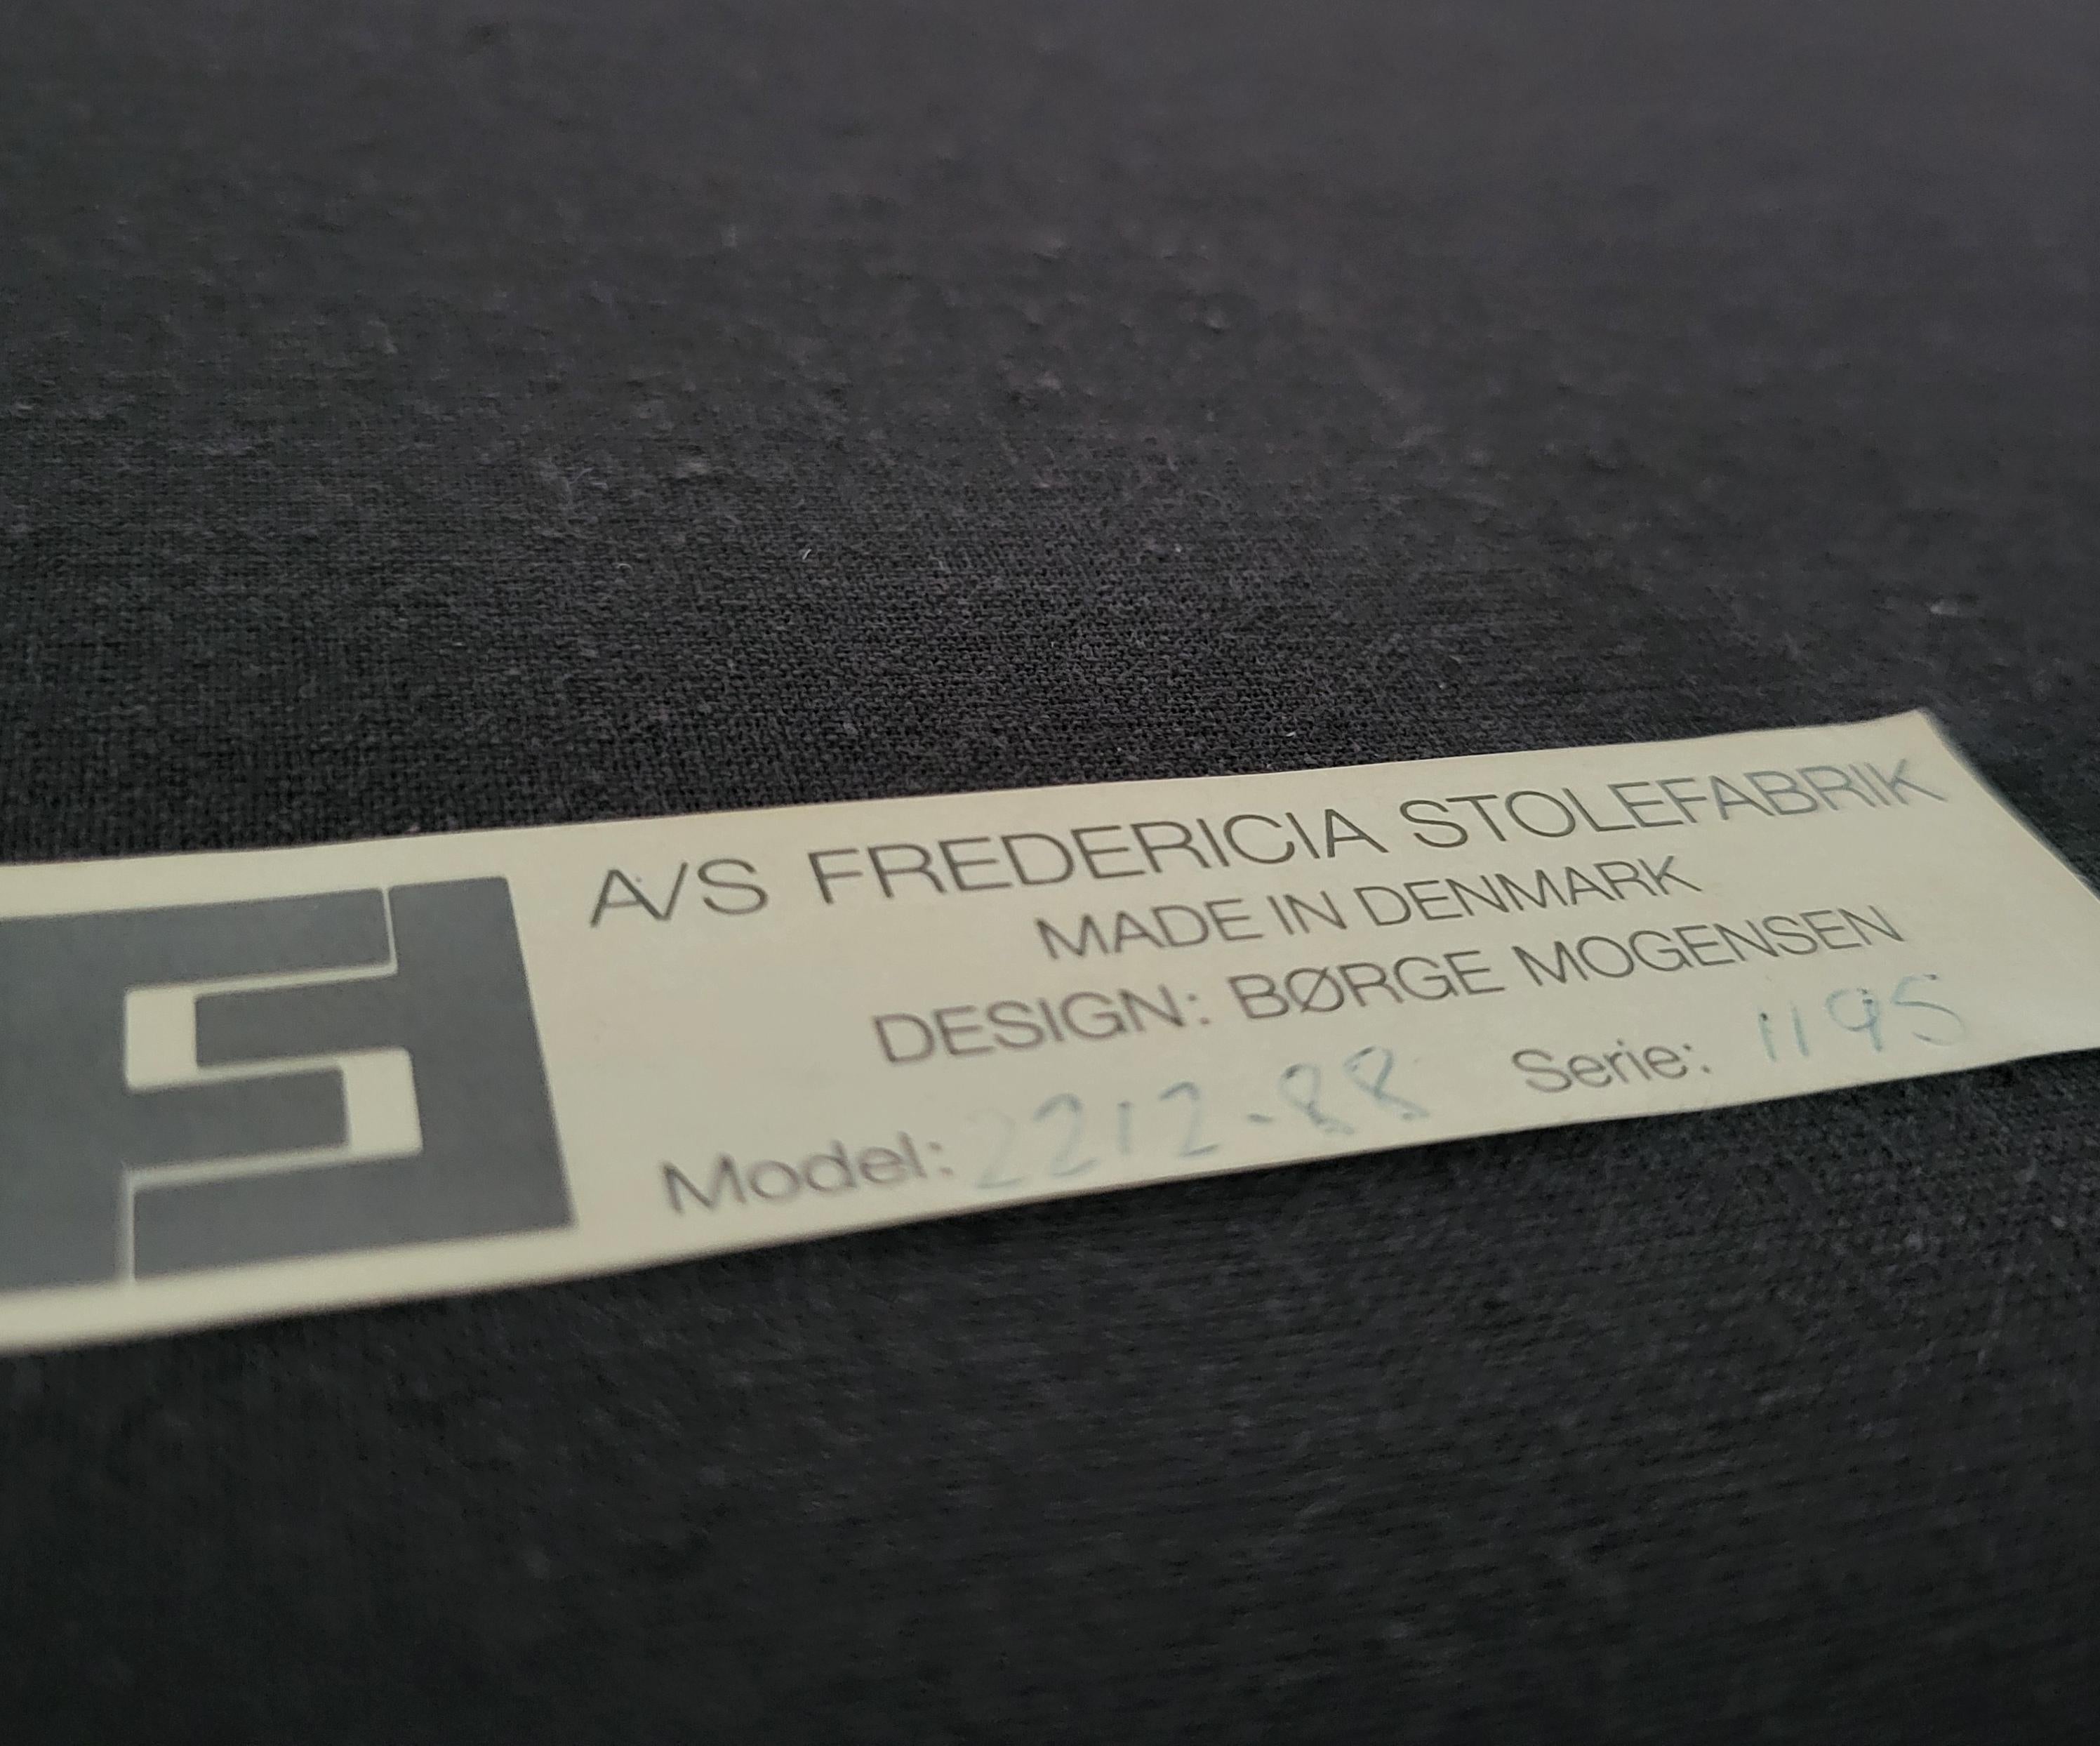 A/S FREDERICIA STOLEFABRIK
MADE IN DENMARK
DESIGN: BØRGE MOGENSEN
Model: 2212-88 Serie: 1195